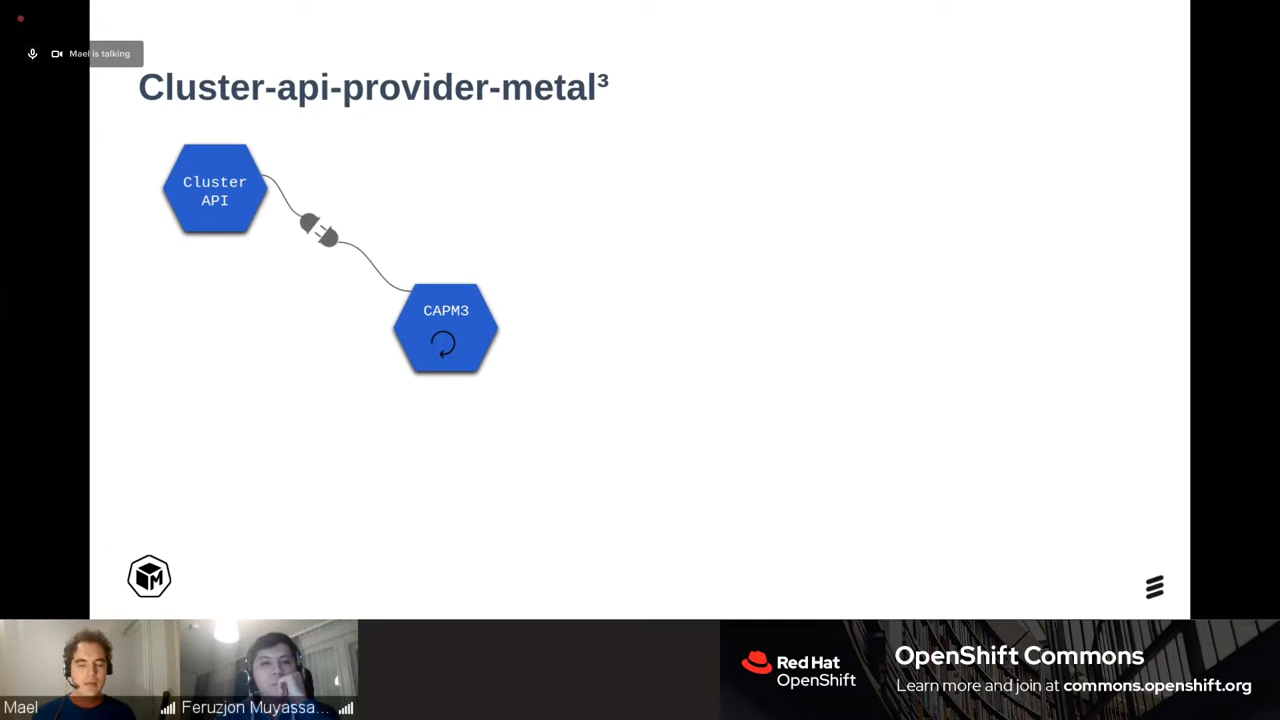 Mael is talking
Cluster-api-provider-metal³
Cluster
API
CAPM3
M
Mael
Feruzjon Muyassa...
Red Hat
OpenShift
OpenShift Commons
Learn more and join at commons.openshift.org